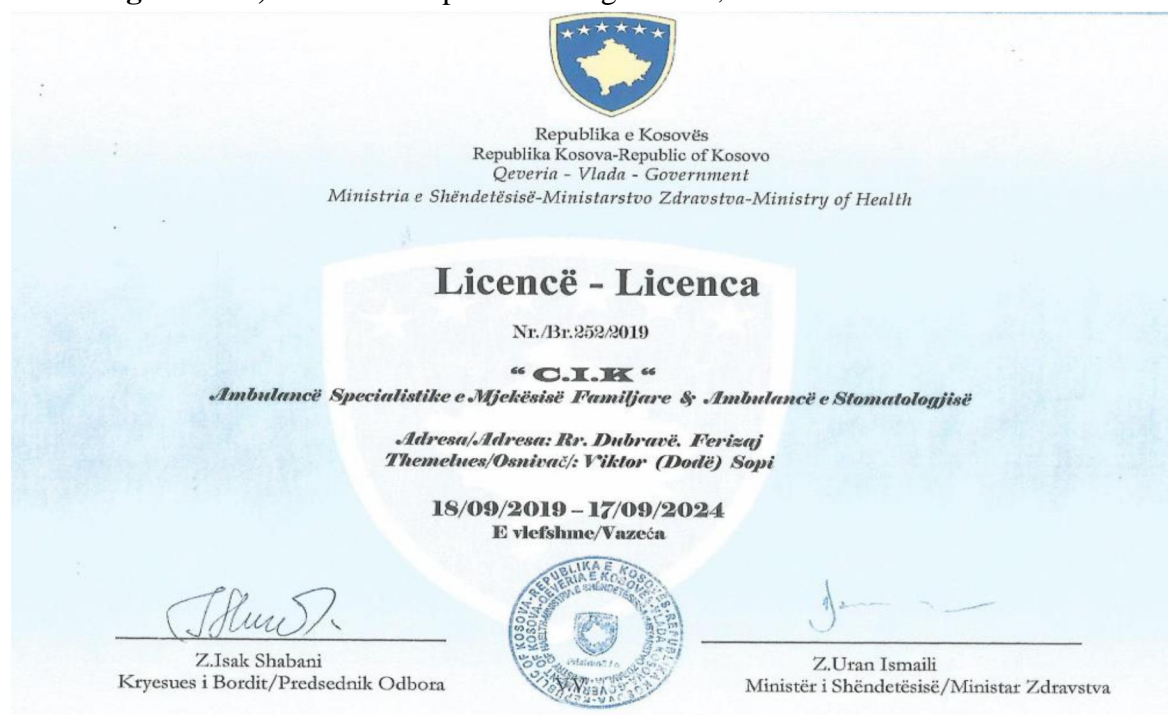 Republika e Kosovës
Republika Kosova-Republic of Kosovo
Qeveria - Vlada - Government
Ministria e Shëndetësisë-Ministarstvo Zdravstva-Ministry of Health
Licencë - Licenca
Nr./Br.252/2019
“ C.I.K “
Ambulancë Specialistike e Mjekësisë Familjare & Ambulancë e Stomatologjisë
Adresa/Adresa: Rr. Dubravë. Ferizaj
Themelues/Osnivač/: Viktor (Dodë) Sopi
18/09/2019 – 17/09/2024
E vlefshme/Vazeća
Z.Isak Shabani
Kryesues i Bordit/Predsednik Odbora
Z.Uran Ismaili
Ministër i Shëndetësisë/Ministar Zdravstva